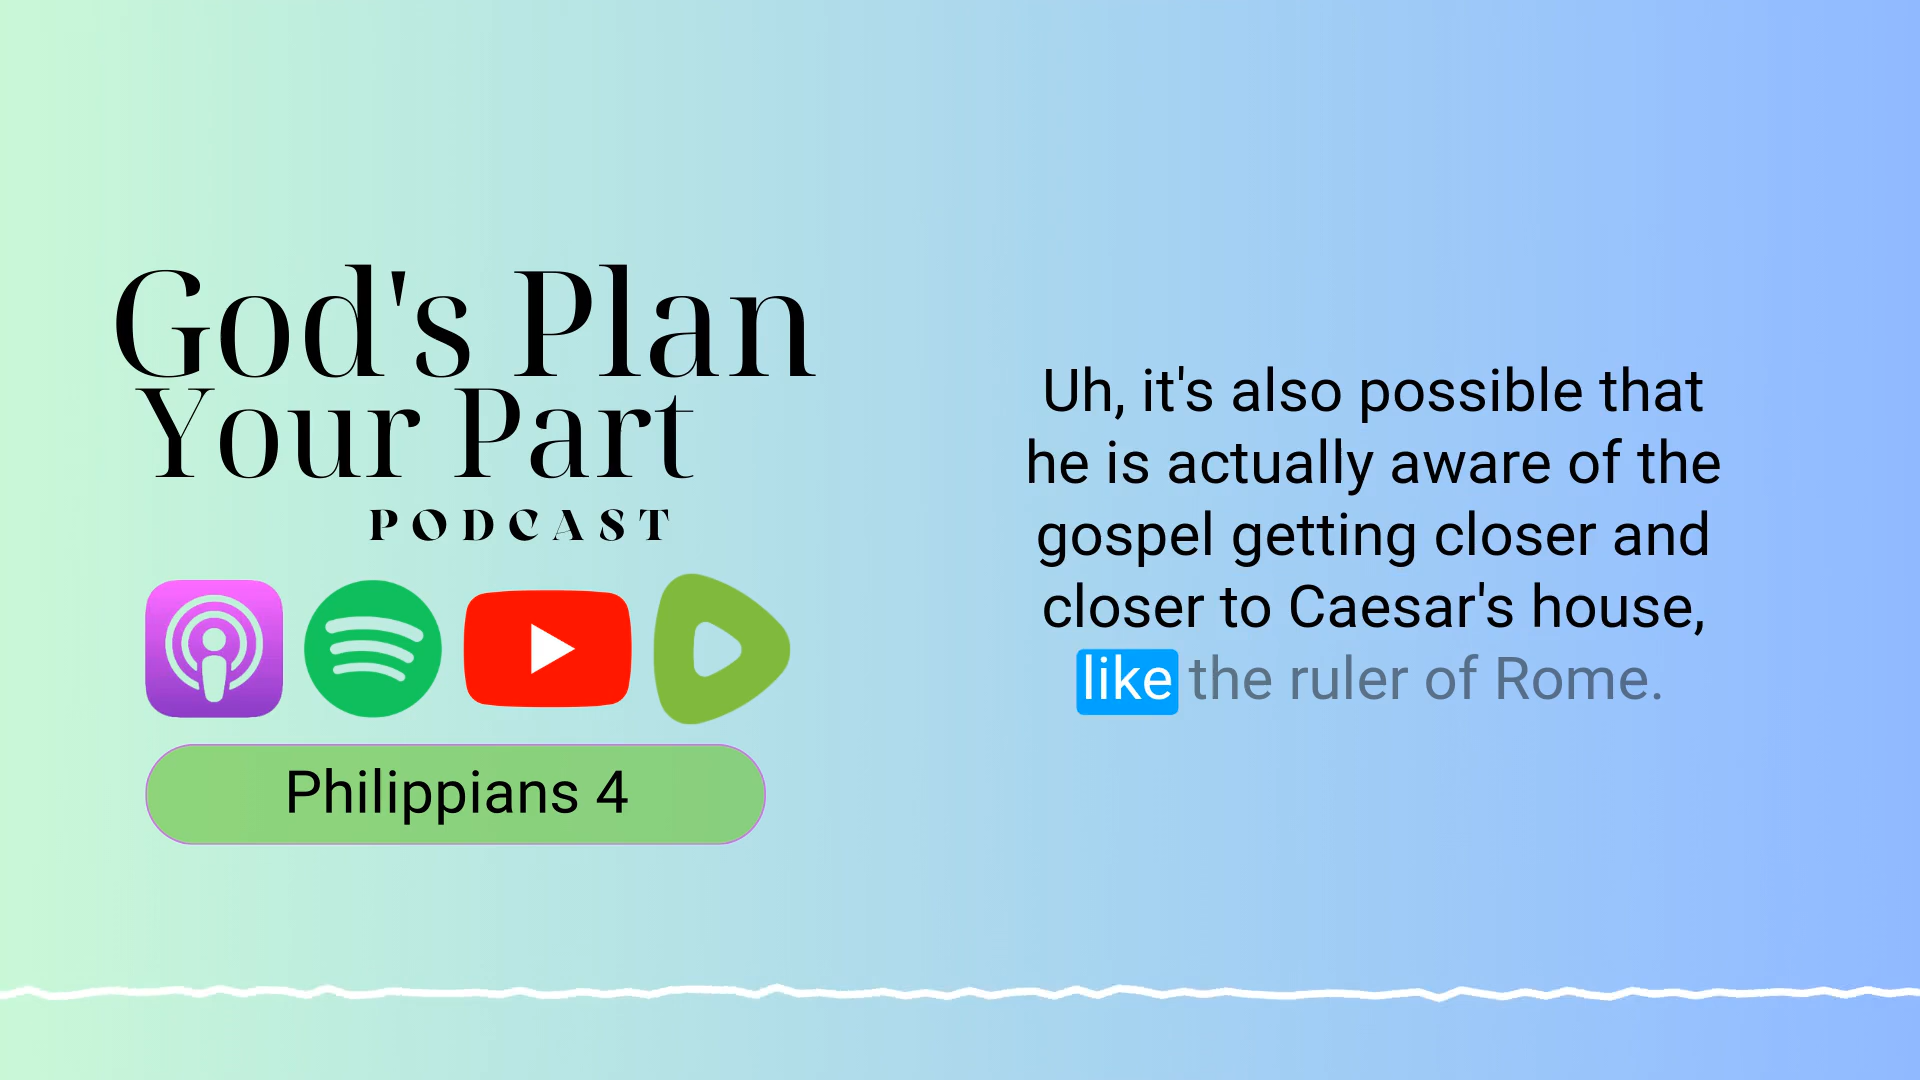 God's Plan
Your Part
PODCAST
Philippians 4
Uh, it's also possible that
he is actually aware of the
gospel getting closer and
closer to Caesar's house,
like the ruler of Rome.